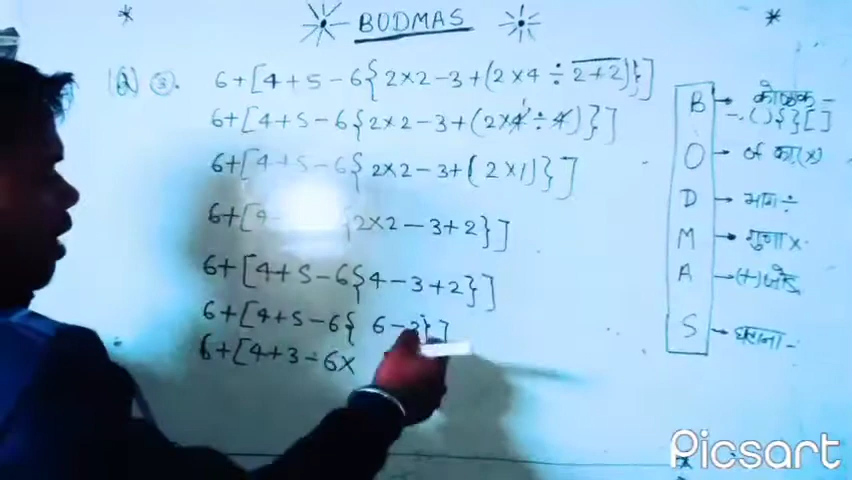 BODMAS
Q ③. 6+[4+5-6{2×2-3+(2×4÷2+2)}]
6+[4+5-6{2×2-3+(2×4÷4)}]
6+[4+5-6{2×2-3+(2×1)}]
6+[4- {2×2-3+2}]
6+[4+5-6{4-3+2}]
6+[4+5-6{6-3}]
6+[4+3-6×
B → कोष्ठक -
-.(){}[]
O → of का(×)
D → भाग ÷
M → गुणा ×
A → (+) जोड़
S → घटाना -
Picsart